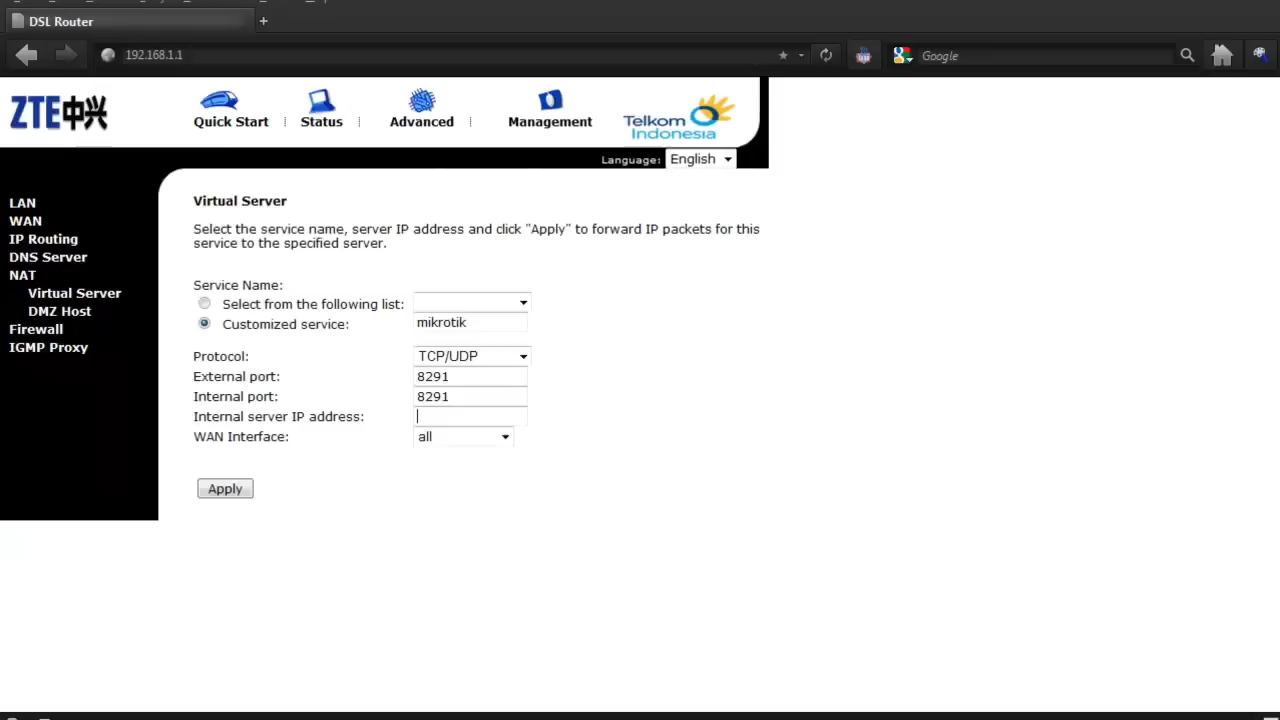 DSL Router
+
192.168.1.1
Google
ZTE中兴
Quick Start
Status
Advanced
Management
Telkom
Indonesia
Language: English
LAN
WAN
IP Routing
DNS Server
NAT
Virtual Server
DMZ Host
Firewall
IGMP Proxy
Virtual Server
Select the service name, server IP address and click "Apply" to forward IP packets for this
service to the specified server.
Service Name:
Select from the following list:
Customized service: mikrotik
Protocol: TCP/UDP
External port: 8291
Internal port: 8291
Internal server IP address:
WAN Interface: all
Apply